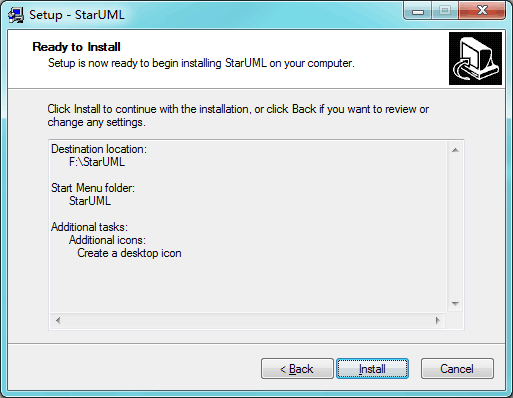 Setup - StarUML
Ready to Install
Setup is now ready to begin installing StarUML on your computer.
Click Install to continue with the installation, or click Back if you want to review or
change any settings.
Destination location:
F:\StarUML
Start Menu folder:
StarUML
Additional tasks:
Additional icons:
Create a desktop icon
< Back
Install
Cancel